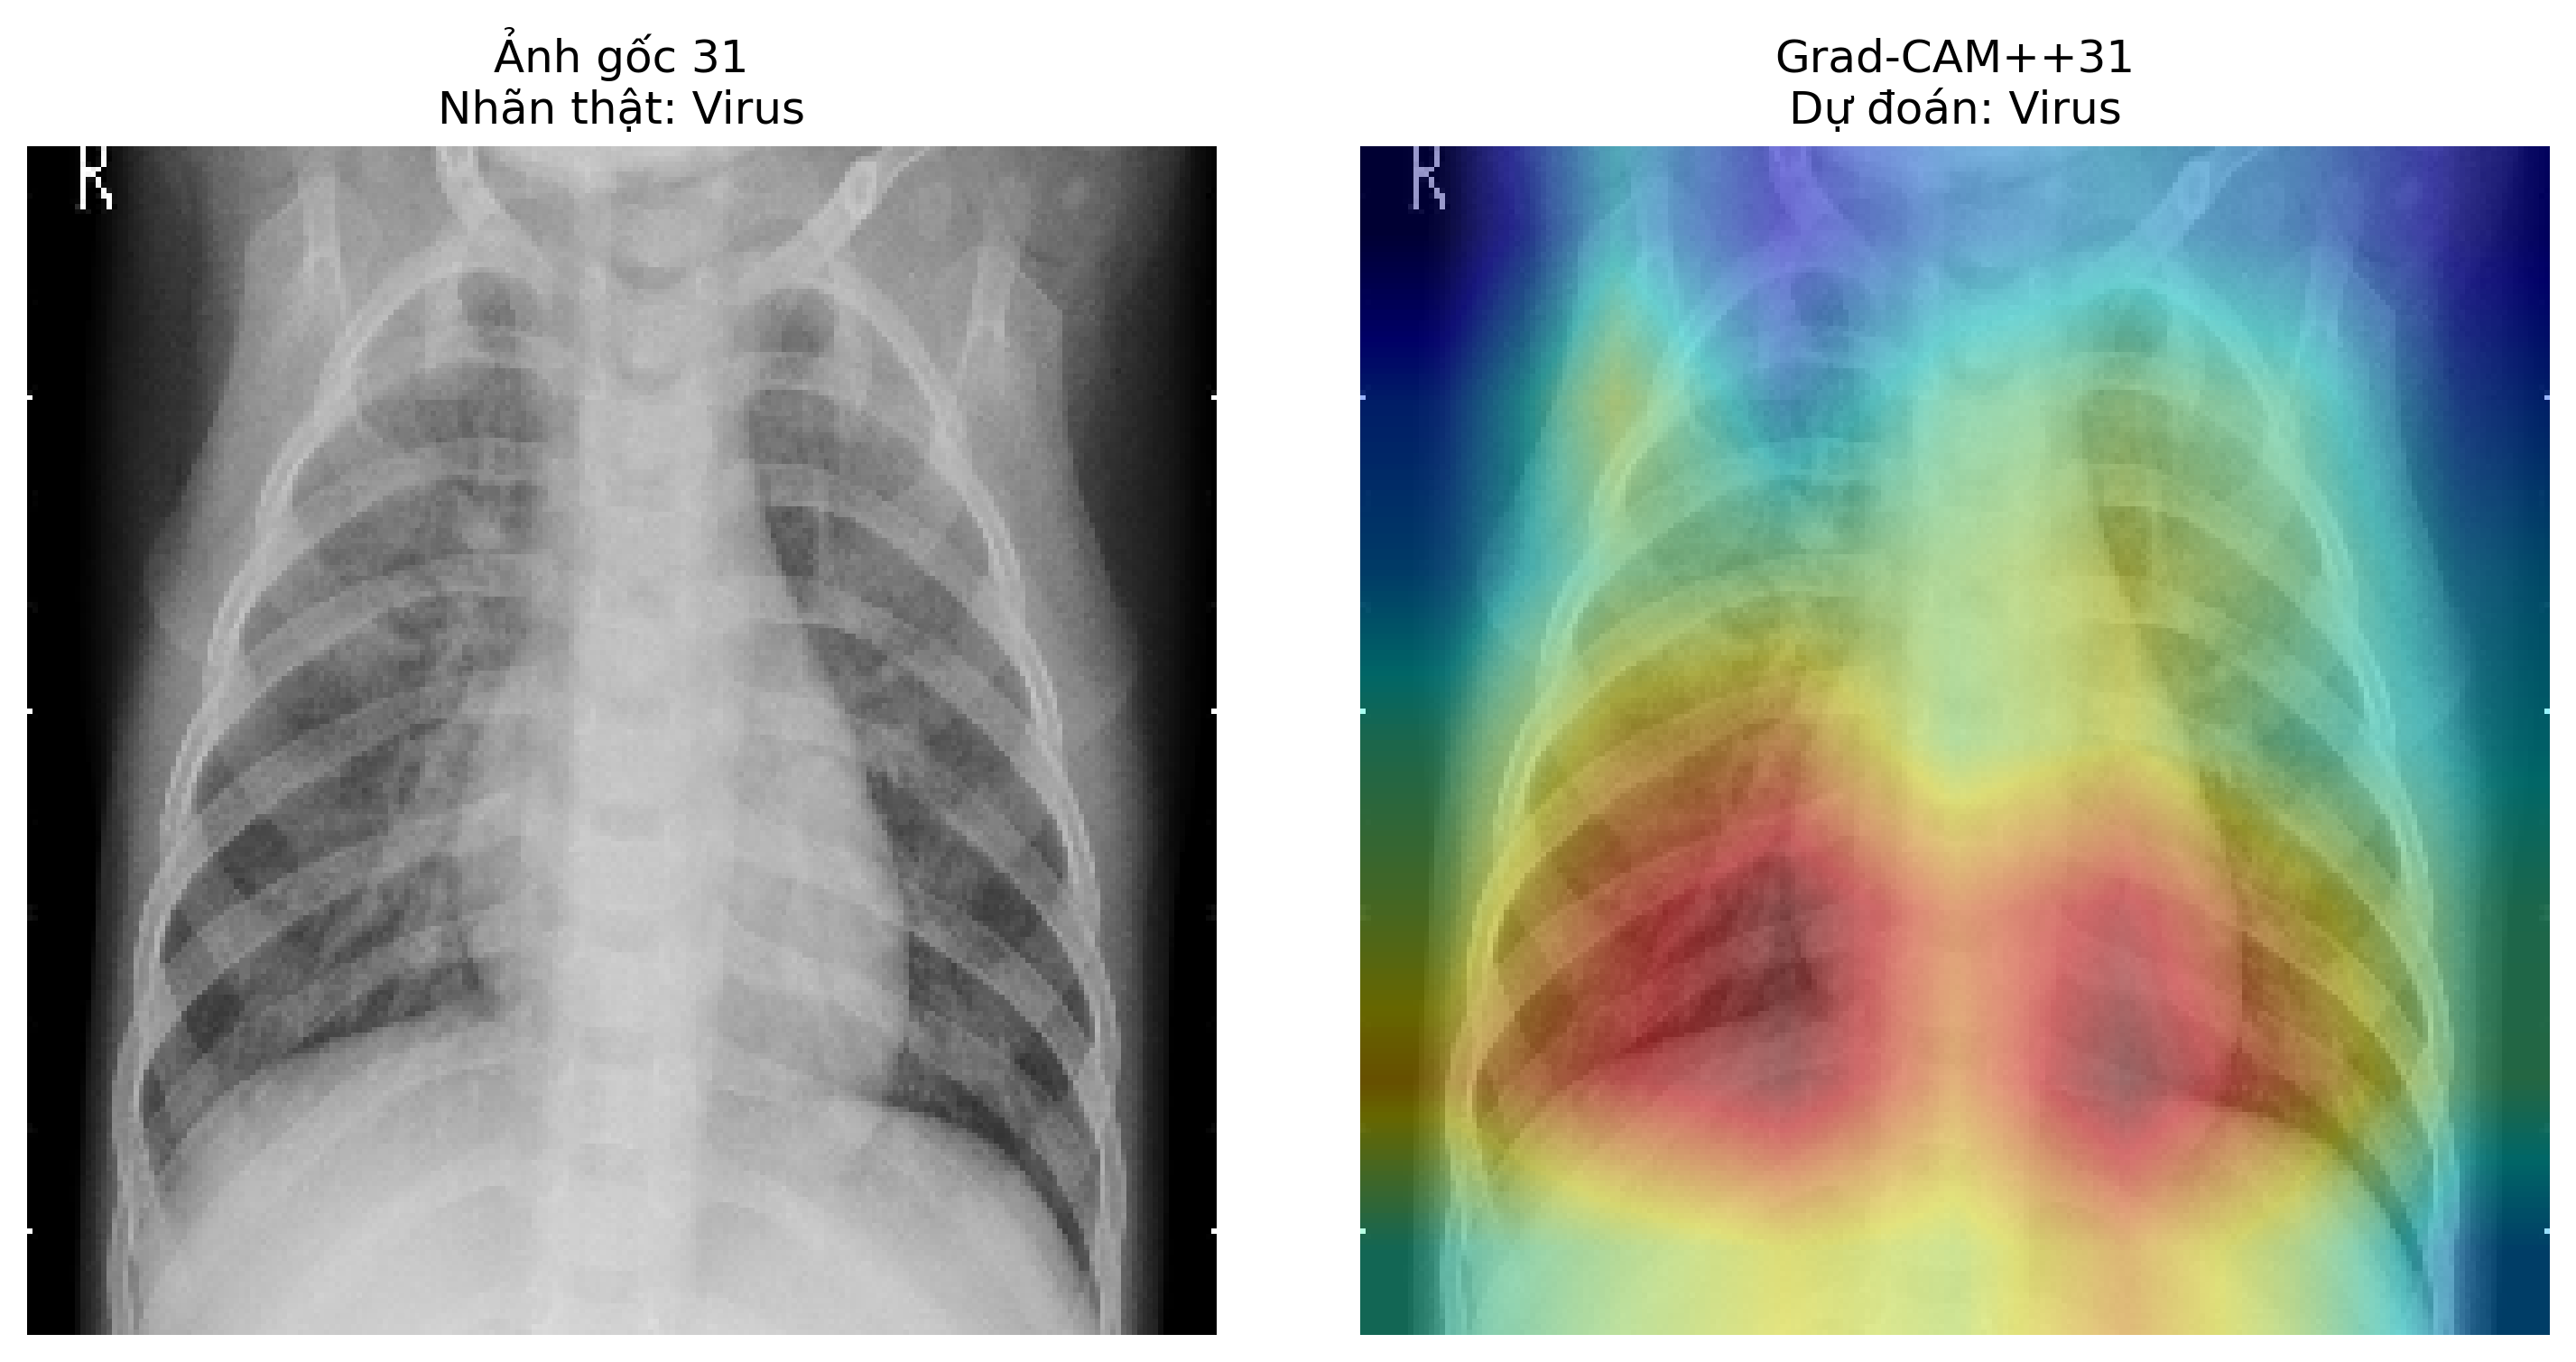 Ảnh gốc 31
Nhãn thật: Virus
Grad-CAM++31
Dự đoán: Virus
R
R